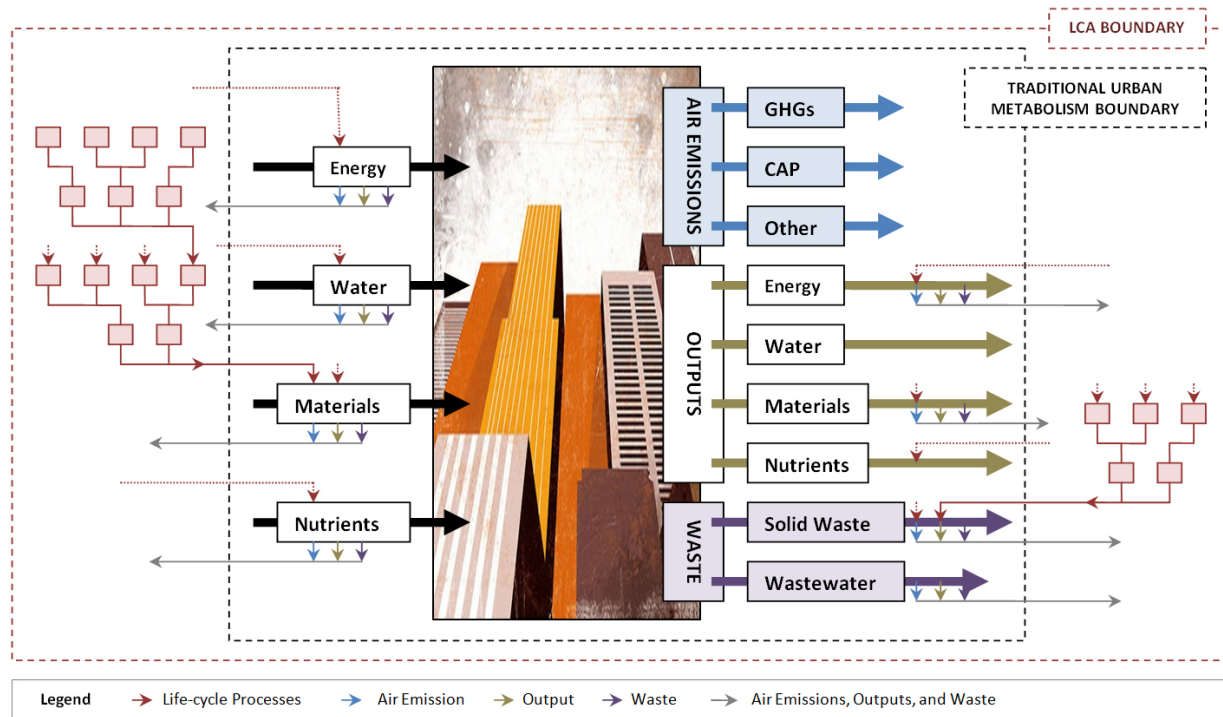 LCA BOUNDARY
TRADITIONAL URBAN
METABOLISM BOUNDARY
Energy
Water
Materials
Nutrients
AIR EMISSIONS
GHGs
CAP
Other
OUTPUTS
Energy
Water
Materials
Nutrients
WASTE
Solid Waste
Wastewater
Legend
Life-cycle Processes
Air Emission
Output
Waste
Air Emissions, Outputs, and Waste